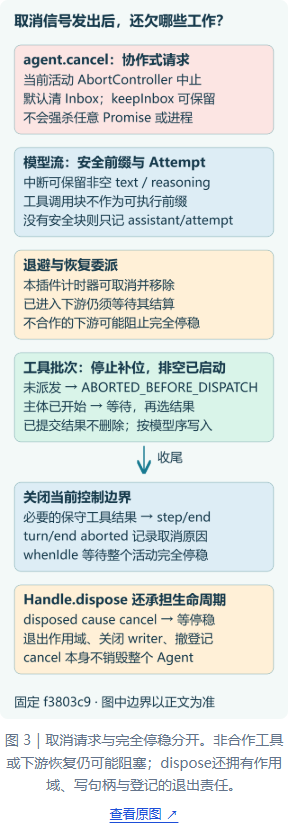 取消信号发出后，还欠哪些工作？
agent.cancel：协作式请求
当前活动 AbortController 中止
默认清 Inbox；keepInbox 可保留
不会强杀任意 Promise 或进程
模型流：安全前缀与 Attempt
中断可保留非空 text / reasoning
工具调用块不作为可执行前缀
没有安全块则只记 assistant/attempt
退避与恢复委派
本插件计时器可取消并移除
已进入下游仍须等待其结算
不合作的下游可能阻止完全停稳
工具批次：停止补位，排空已启动
未派发 → ABORTED_BEFORE_DISPATCH
主体已开始 → 等待，再选结果
已提交结果不删除；按模型序写入
收尾
关闭当前控制边界
必要的保守工具结果 → step/end
turn/end aborted 记录取消原因
whenIdle 等待整个活动完全停稳
Handle.dispose 还承担生命周期
disposed cause cancel → 等停稳
退出作用域、关闭 writer、撤登记
cancel 本身不销毁整个 Agent
固定 f3803c9 · 图中边界以正文为准
图 3｜取消请求与完全停稳分开。非合作工具
或下游恢复仍可能阻塞；dispose还拥有作用
域、写句柄与登记的退出责任。
查看原图 ↗